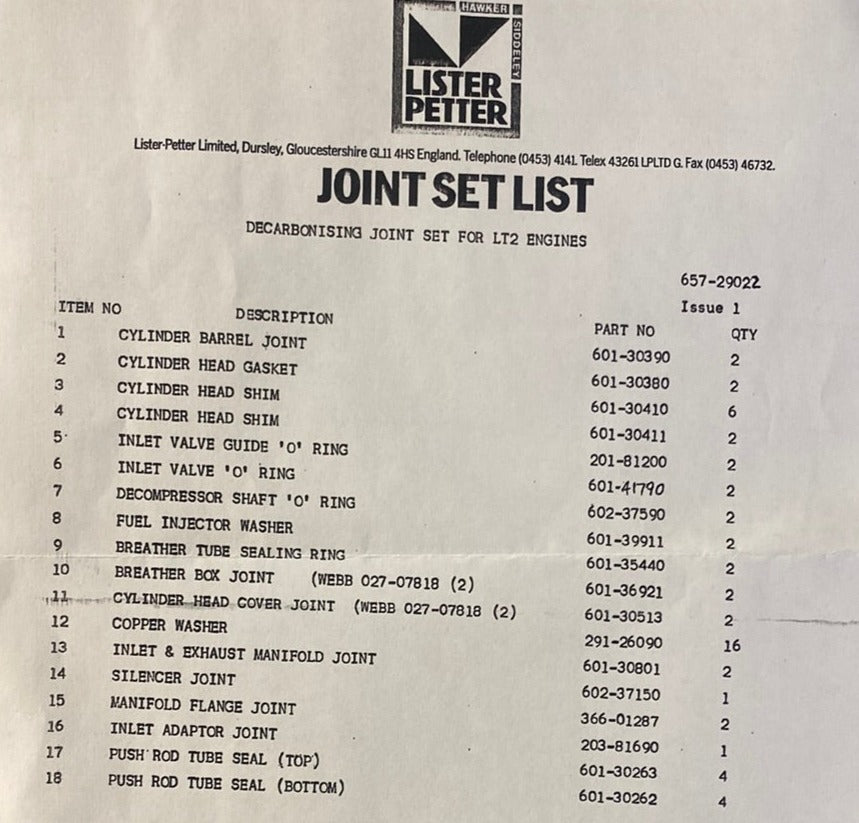 HAWKER
SIDDELEY
LISTER
PETTER
Lister-Petter Limited, Dursley, Gloucestershire GL11 4HS England. Telephone (0453) 4141. Telex 43261 LPLTD G. Fax (0453) 46732.
JOINT SET LIST
DECARBONISING JOINT SET FOR LT2 ENGINES
657-29022
Issue 1
ITEM NO DESCRIPTION PART NO QTY
1 CYLINDER BARREL JOINT 601-30390 2
2 CYLINDER HEAD GASKET 601-30380 2
3 CYLINDER HEAD SHIM 601-30410 6
4 CYLINDER HEAD SHIM 601-30411 2
5 INLET VALVE GUIDE 'O' RING 201-81200 2
6 INLET VALVE 'O' RING 601-41790 2
7 DECOMPRESSOR SHAFT 'O' RING 602-37590 2
8 FUEL INJECTOR WASHER 601-39911 2
9 BREATHER TUBE SEALING RING 601-35440 2
10 BREATHER BOX JOINT (WEBB 027-07818 (2) 601-36921 2
11 CYLINDER HEAD COVER JOINT (WEBB 027-07818 (2) 601-30513 2
12 COPPER WASHER 291-26090 16
13 INLET & EXHAUST MANIFOLD JOINT 601-30801 2
14 SILENCER JOINT 602-37150 1
15 MANIFOLD FLANGE JOINT 366-01287 2
16 INLET ADAPTOR JOINT 203-81690 1
17 PUSH ROD TUBE SEAL (TOP) 601-30263 4
18 PUSH ROD TUBE SEAL (BOTTOM) 601-30262 4